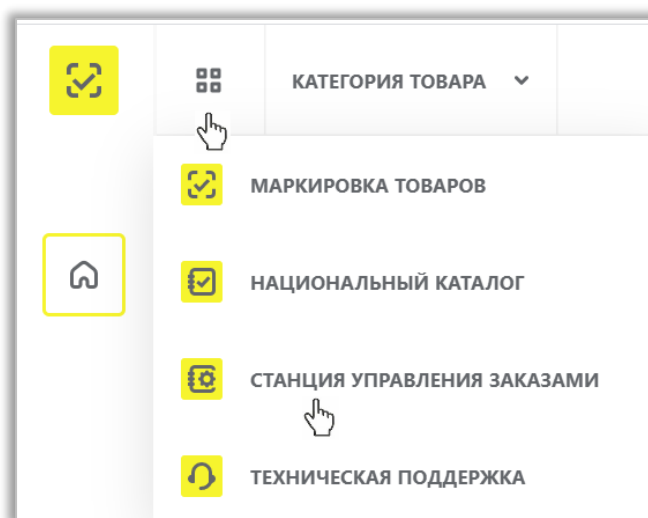 КАТЕГОРИЯ ТОВАРА
МАРКИРОВКА ТОВАРОВ
НАЦИОНАЛЬНЫЙ КАТАЛОГ
СТАНЦИЯ УПРАВЛЕНИЯ ЗАКАЗАМИ
ТЕХНИЧЕСКАЯ ПОДДЕРЖКА